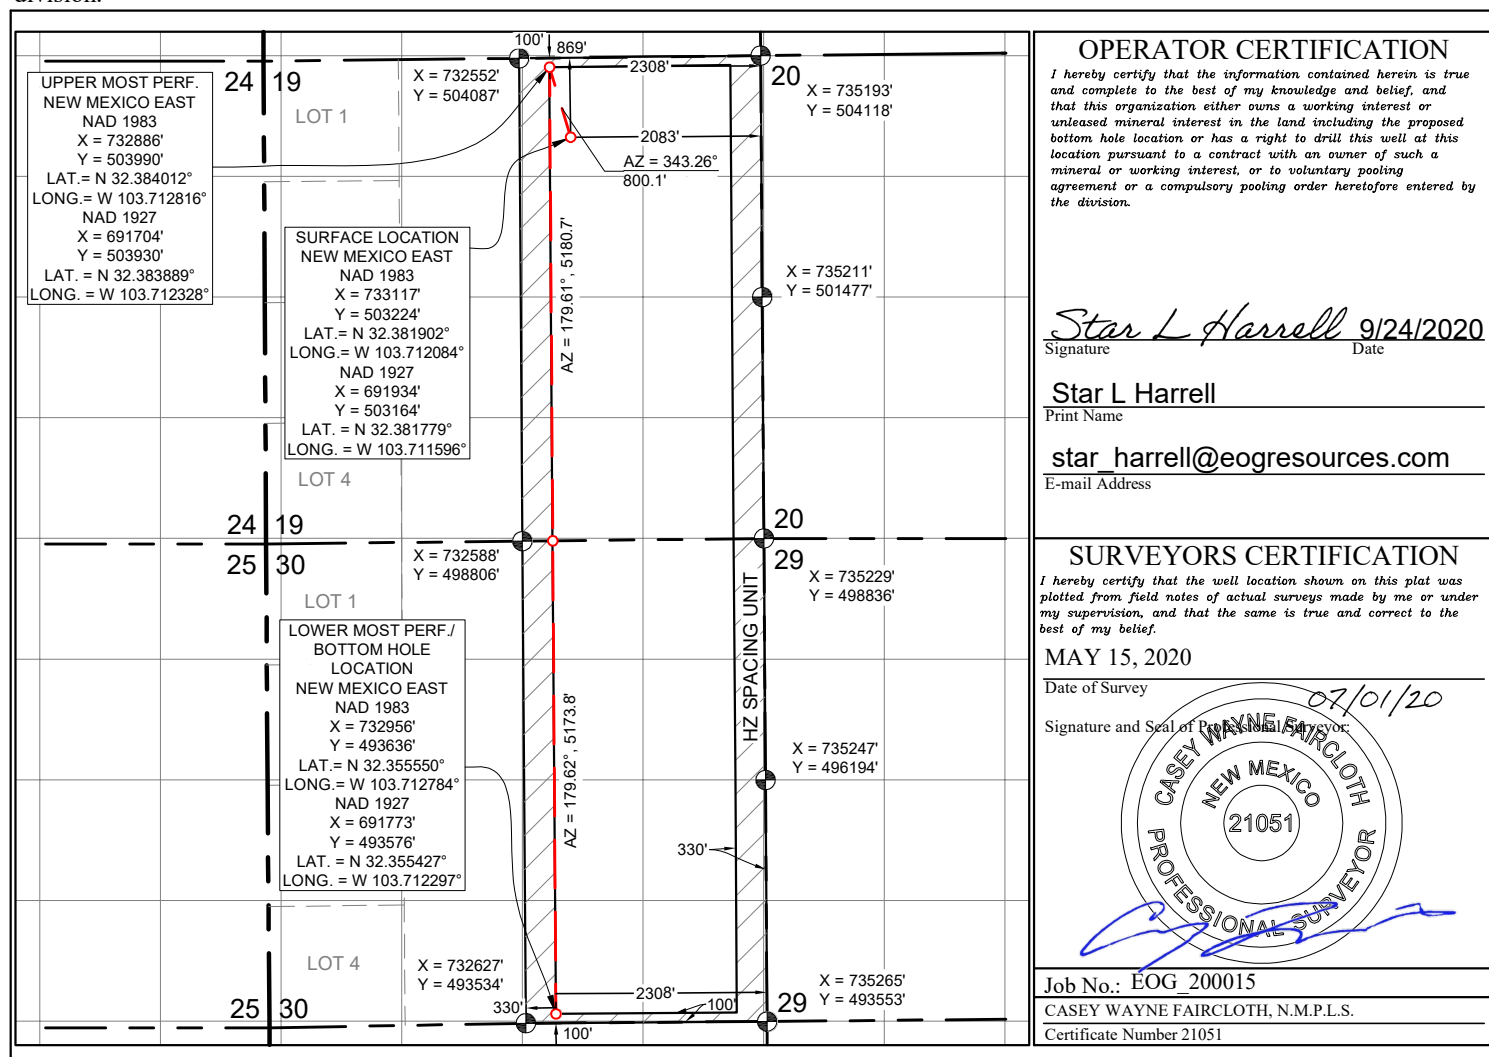 100'
869'
2308'
24 19
20
LOT 1
UPPER MOST PERF.
NEW MEXICO EAST
NAD 1983
X = 732886'
Y = 503990'
LAT.= N 32.384012°
LONG.= W 103.712816°
NAD 1927
X = 691704'
Y = 503930'
LAT. = N 32.383889°
LONG. = W 103.712328°
X = 732552'
Y = 504087'
X = 735193'
Y = 504118'
2083'
AZ = 343.26°
800.1'
SURFACE LOCATION
NEW MEXICO EAST
NAD 1983
X = 733117'
Y = 503224'
LAT.= N 32.381902°
LONG.= W 103.712084°
NAD 1927
X = 691934'
Y = 503164'
LAT. = N 32.381779°
LONG. = W 103.711596°
AZ = 179.61°, 5180.7'
X = 735211'
Y = 501477'
LOT 4
24 19
25 30
20
29
X = 732588'
Y = 498806'
X = 735229'
Y = 498836'
LOT 1
LOWER MOST PERF./
BOTTOM HOLE
LOCATION
NEW MEXICO EAST
NAD 1983
X = 732956'
Y = 493636'
LAT.= N 32.355550°
LONG.= W 103.712784°
NAD 1927
X = 691773'
Y = 493576'
LAT. = N 32.355427°
LONG. = W 103.712297°
AZ = 179.62°, 5173.8'
HZ SPACING UNIT
X = 735247'
Y = 496194'
330'
LOT 4
X = 732627'
Y = 493534'
X = 735265'
Y = 493553'
2308'
330'
100'
100'
25 30
29
OPERATOR CERTIFICATION
I hereby certify that the information contained herein is true
and complete to the best of my knowledge and belief, and
that this organization either owns a working interest or
unleased mineral interest in the land including the proposed
bottom hole location or has a right to drill this well at this
location pursuant to a contract with an owner of such a
mineral or working interest, or to voluntary pooling
agreement or a compulsory pooling order heretofore entered by
the division.
Star L Harrell 9/24/2020
Signature Date
Star L Harrell
Print Name
star_harrell@eogresources.com
E-mail Address
SURVEYORS CERTIFICATION
I hereby certify that the well location shown on this plat was
plotted from field notes of actual surveys made by me or under
my supervision, and that the same is true and correct to the
best of my belief.
MAY 15, 2020
Date of Survey
07/01/20
Signature and Seal of Professional Surveyor:
CASEY WAYNE FAIRCLOTH
NEW MEXICO
21051
PROFESSIONAL SURVEYOR
Job No.: EOG_200015
CASEY WAYNE FAIRCLOTH, N.M.P.L.S.
Certificate Number 21051